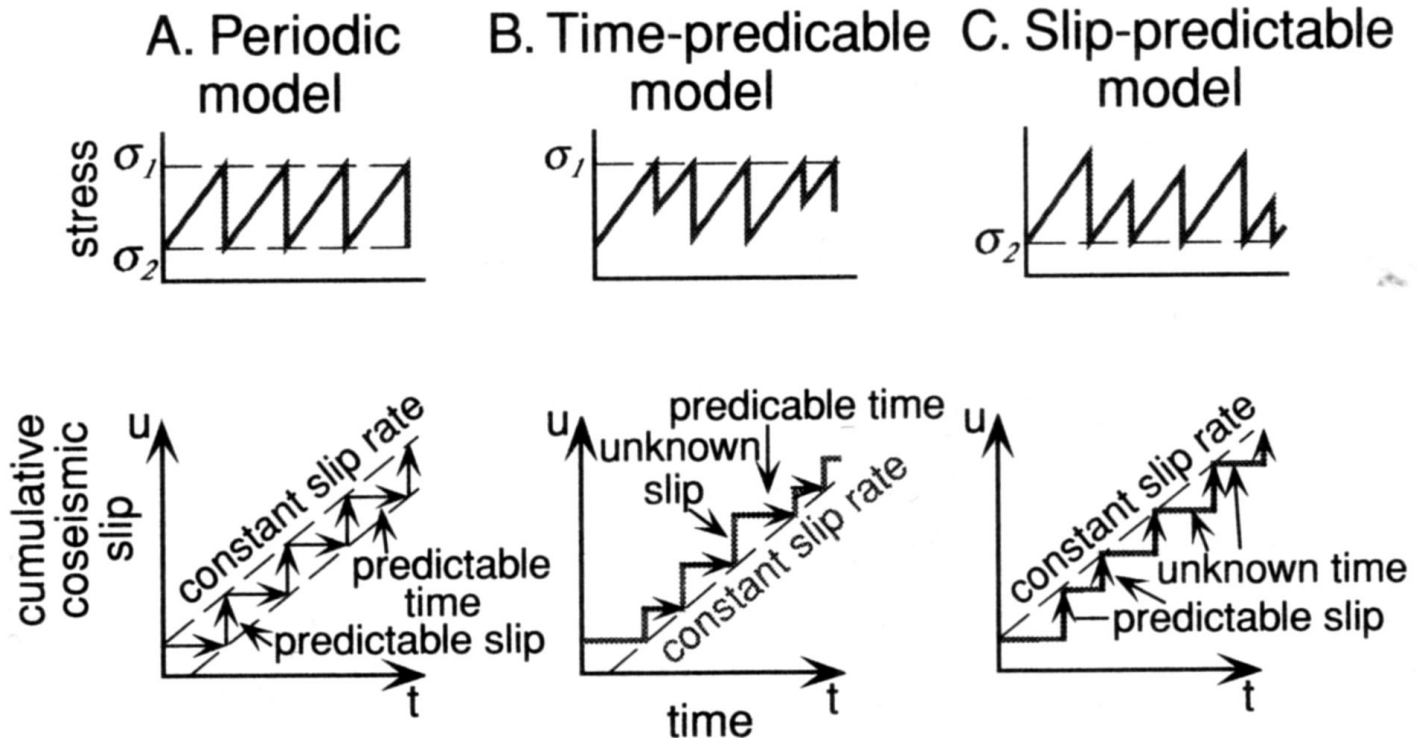 A. Periodic
model
B. Time-predicable
model
C. Slip-predictable
model
stress
σ1
σ2
σ1
σ2
cumulative
coseismic
slip
u
constant slip rate
predictable
time
predictable slip
t
u
predicable time
unknown
slip
constant slip rate
t
time
u
constant slip rate
unknown time
predictable slip
t